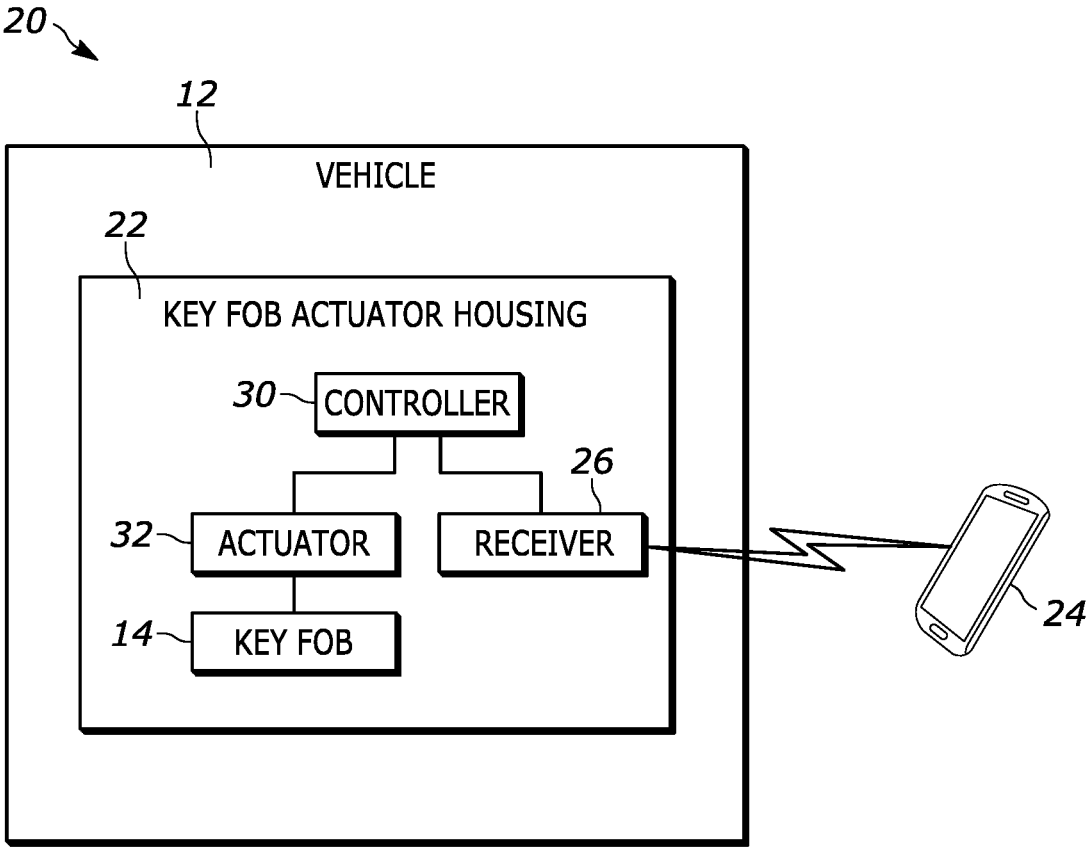 20
12
VEHICLE
22
KEY FOB ACTUATOR HOUSING
30 CONTROLLER
26
32 ACTUATOR RECEIVER
24
14 KEY FOB